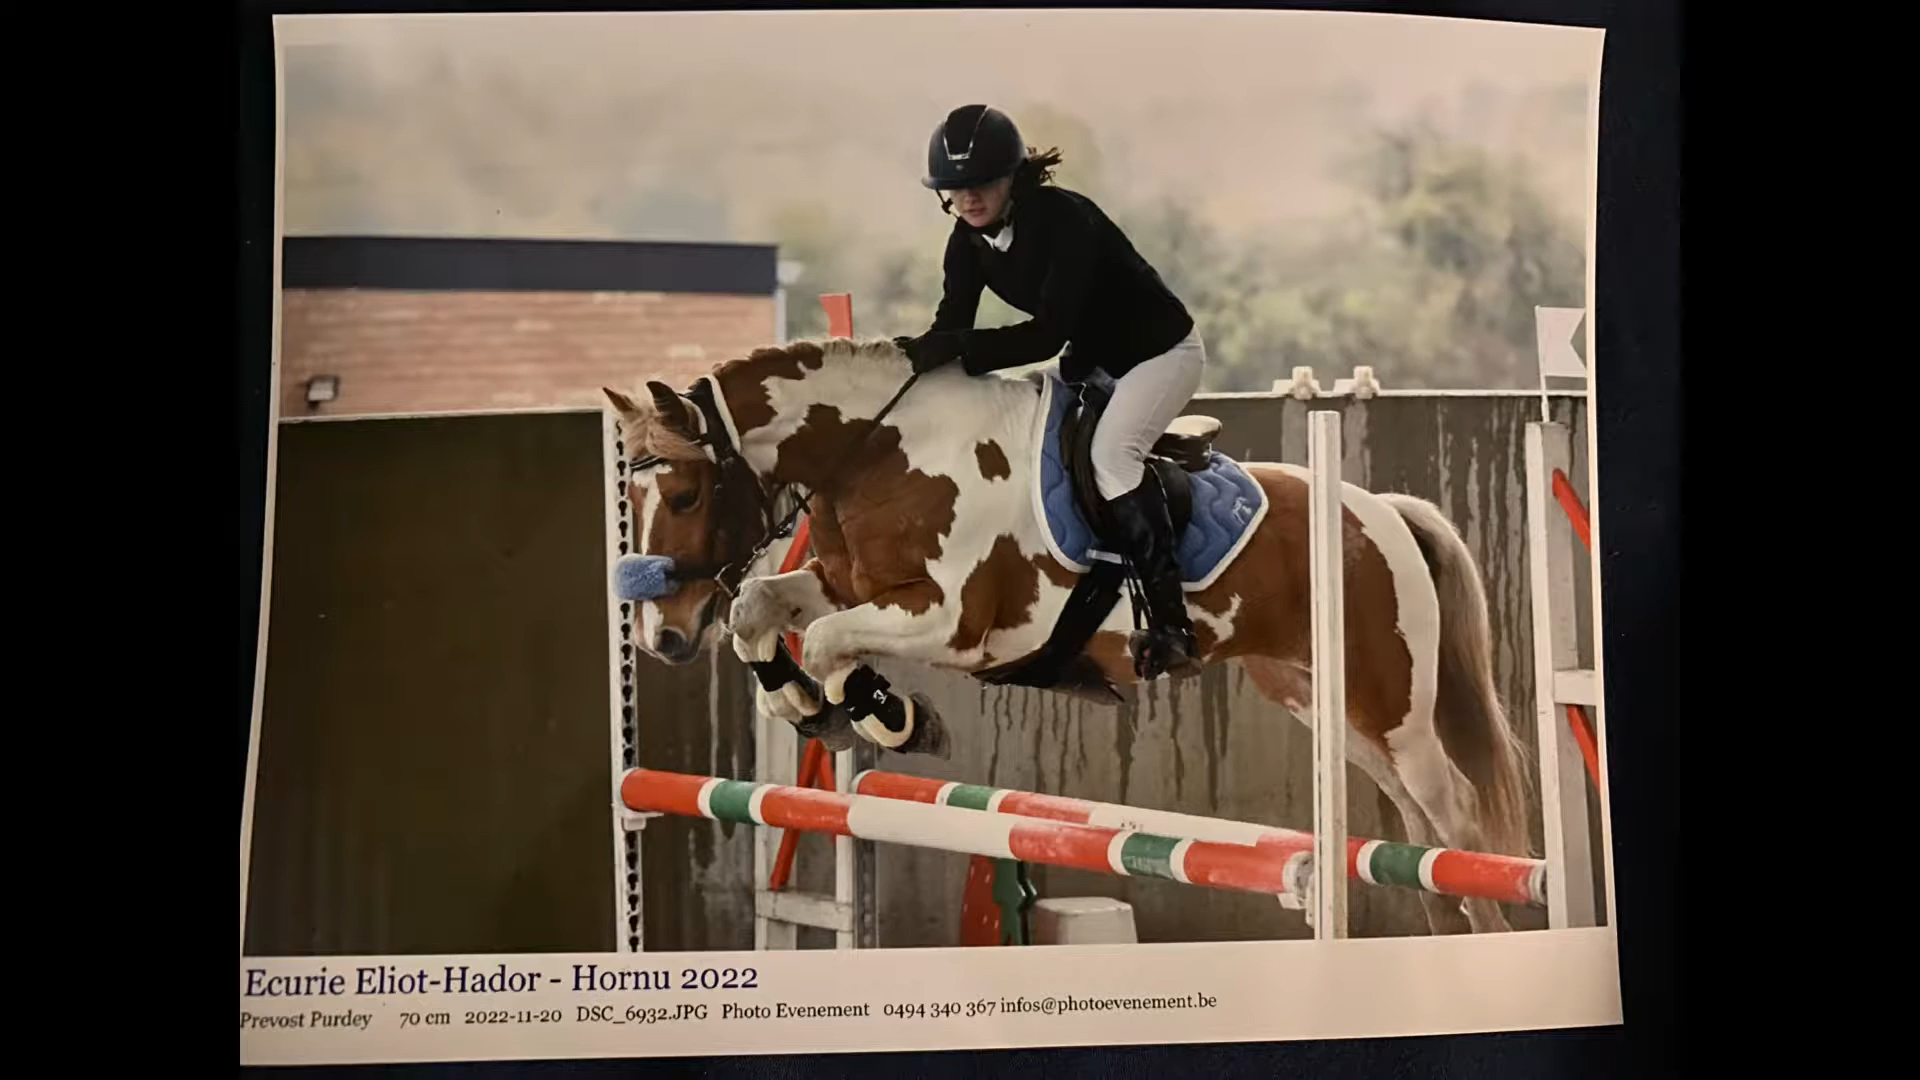 Ecurie Eliot-Hador - Hornu 2022
Prevost Purdey 70 cm 2022-11-20 DSC_6932.JPG Photo Evenement 0494 340 367 infos@photoevenement.be